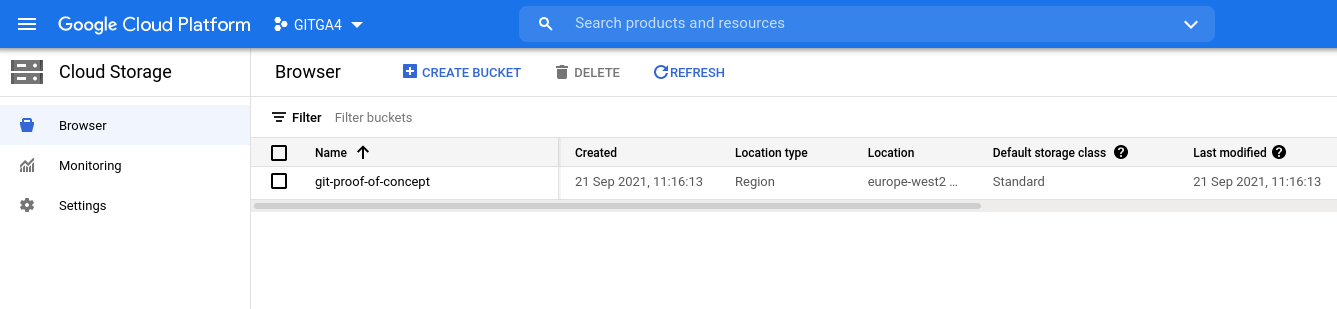 Google Cloud Platform GITGA4 Search products and resources
Cloud Storage Browser CREATE BUCKET DELETE REFRESH
Browser
Monitoring
Settings
Filter Filter buckets
Name Created Location type Location Default storage class ? Last modified ?
git-proof-of-concept 21 Sep 2021, 11:16:13 Region europe-west2 ... Standard 21 Sep 2021, 11:16:13